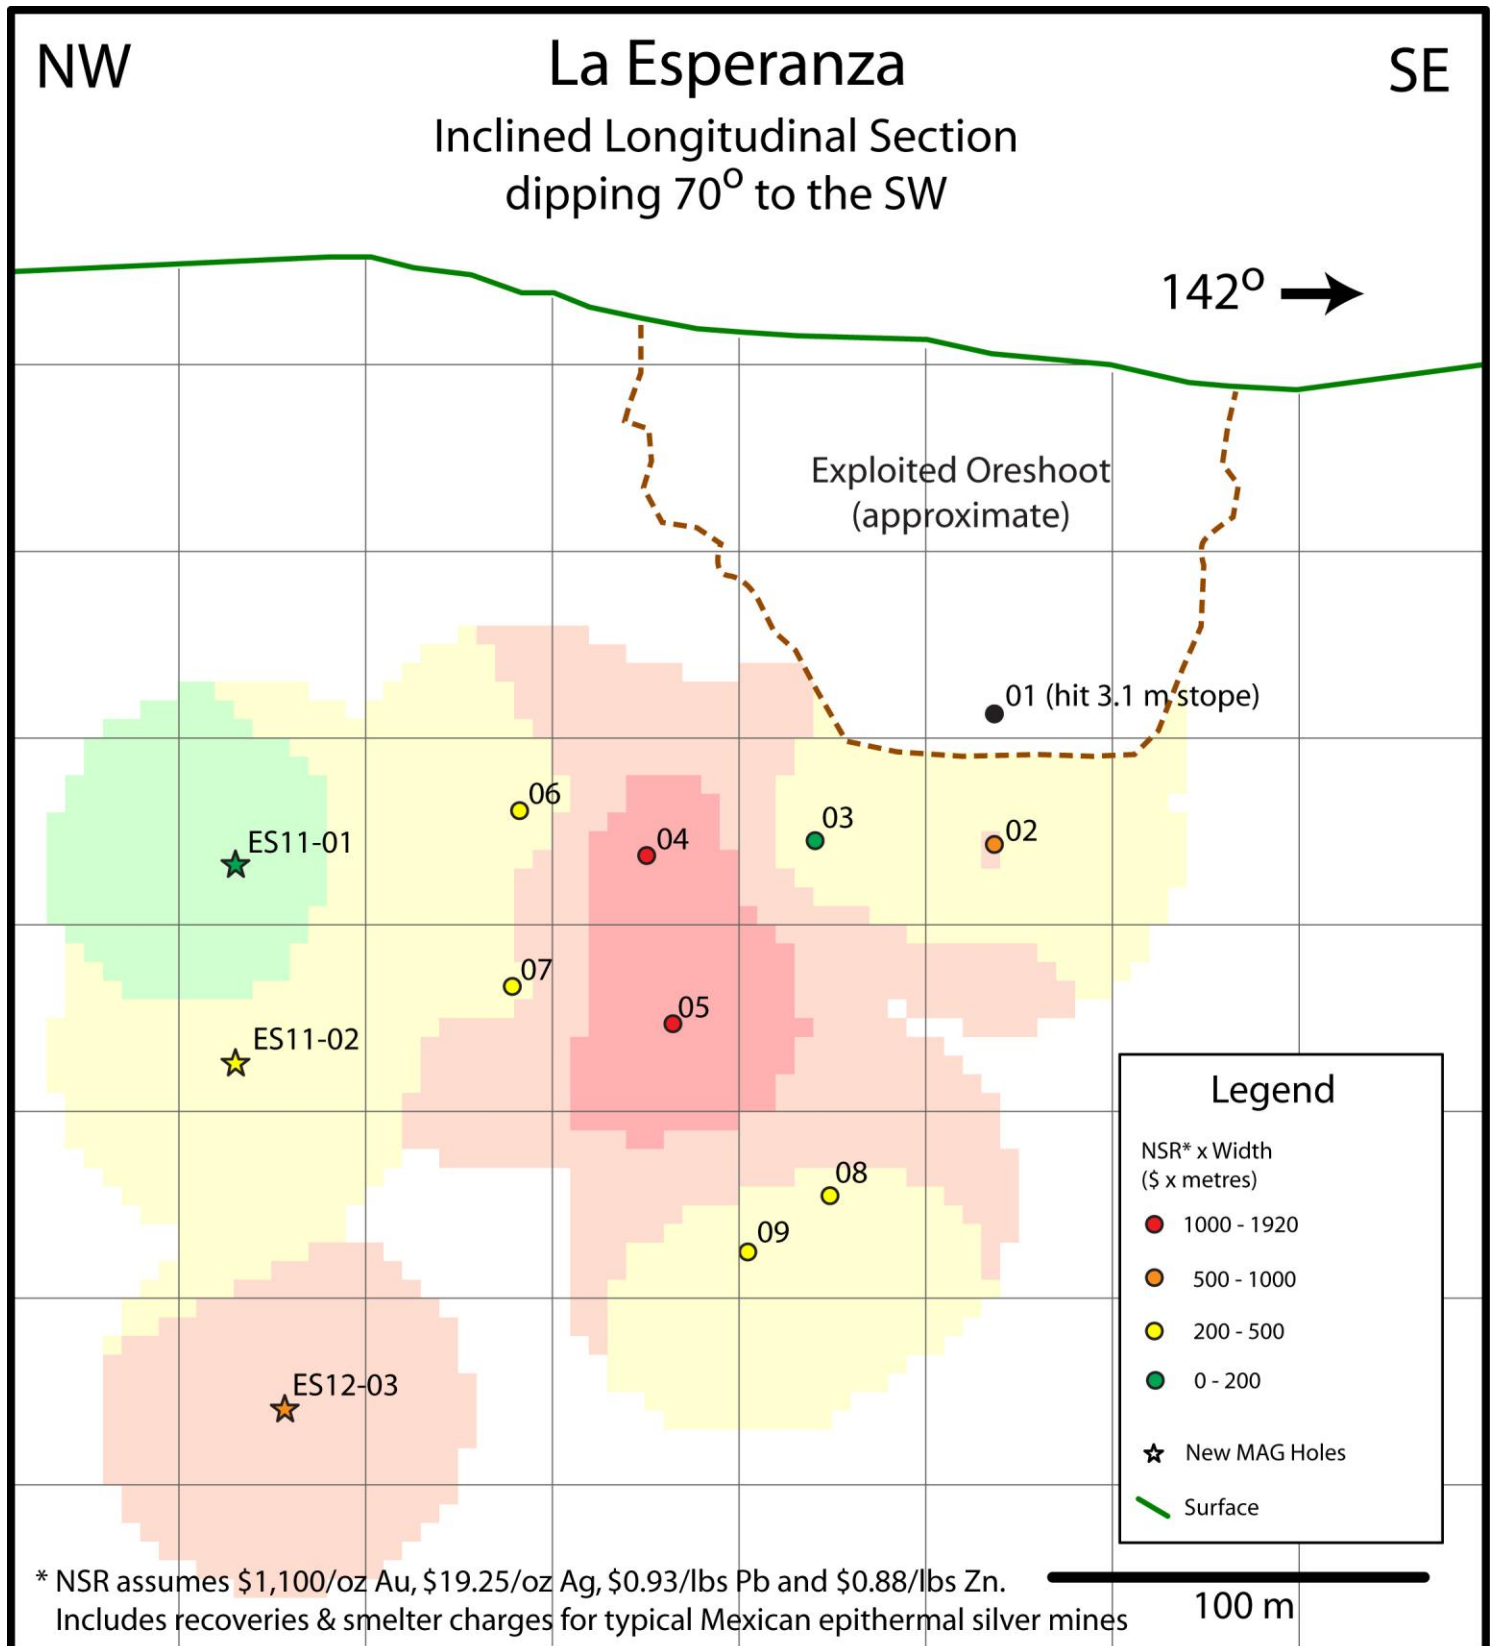 NW
La Esperanza
SE
Inclined Longitudinal Section
dipping 70° to the SW
142°
Exploited Oreshoot
(approximate)
01 (hit 3.1 m stope)
06
03
02
04
ES11-01
07
05
ES11-02
08
09
ES12-03
Legend
NSR* x Width
($ x metres)
1000 - 1920
500 - 1000
200 - 500
0 - 200
New MAG Holes
Surface
* NSR assumes $1,100/oz Au, $19.25/oz Ag, $0.93/lbs Pb and $0.88/lbs Zn.
Includes recoveries & smelter charges for typical Mexican epithermal silver mines
100 m